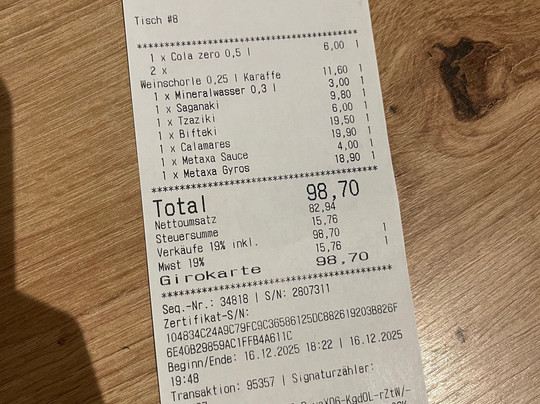 Tisch #8
****************************************
1 x Cola zero 0,5 l 6,00 1
2 x
Weinschorle 0,25 l Karaffe 11,60 1
1 x Mineralwasser 0,3 l 3,00 1
1 x Saganaki 9,80 1
1 x Tzaziki 6,00 1
1 x Bifteki 19,50 1
1 x Calamares 19,90 1
1 x Metaxa Sauce 4,00 1
1 x Metaxa Gyros 18,90 1
****************************************
Total 98,70
Nettoumsatz 82,94
Steuersumme 15,76
Verkäufe 19% inkl. 98,70 1
Mwst 19% 15,76 1
Girokarte 98,70
****************************************
Seq.-Nr.: 34818 | S/N: 2807311
Zertifikat-S/N:
104834C24A9C79FC9C36586125DC882619203B826F
6E40B29859AC1FFB4A611C
Beginn/Ende: 16.12.2025 18:22 | 16.12.2025
19:48
Transaktion: 95357 | Signaturzähler: